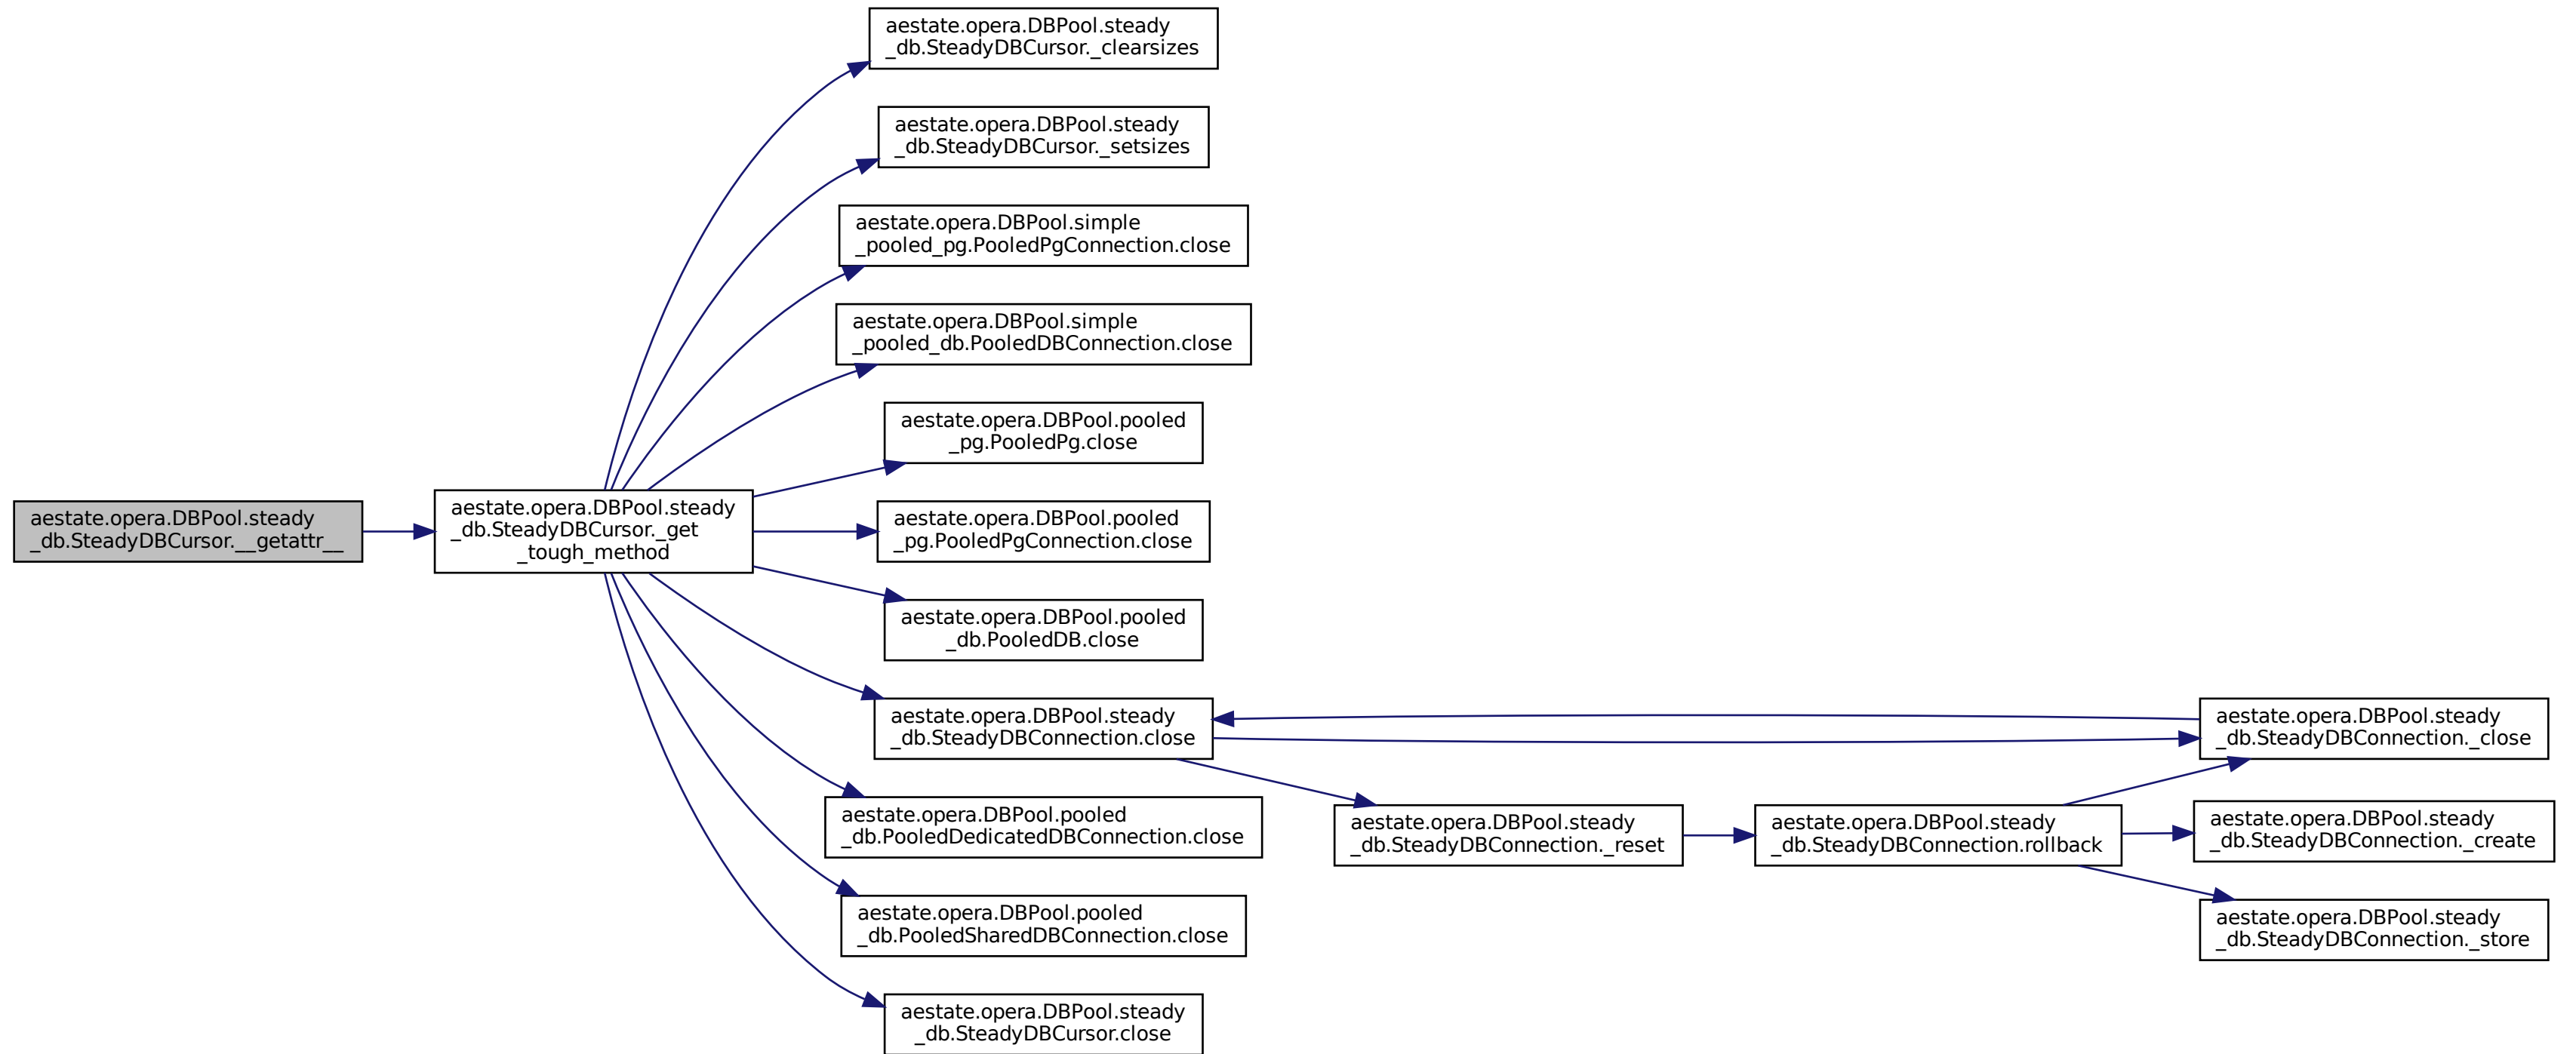 aestate.opera.DBPool.steady
_db.SteadyDBCursor.__getattr__
aestate.opera.DBPool.steady
_db.SteadyDBCursor._get
_tough_method
aestate.opera.DBPool.steady
_db.SteadyDBCursor._clearsizes
aestate.opera.DBPool.steady
_db.SteadyDBCursor._setsizes
aestate.opera.DBPool.simple
_pooled_pg.PooledPgConnection.close
aestate.opera.DBPool.simple
_pooled_db.PooledDBConnection.close
aestate.opera.DBPool.pooled
_pg.PooledPg.close
aestate.opera.DBPool.pooled
_pg.PooledPgConnection.close
aestate.opera.DBPool.pooled
_db.PooledDB.close
aestate.opera.DBPool.steady
_db.SteadyDBConnection.close
aestate.opera.DBPool.pooled
_db.PooledDedicatedDBConnection.close
aestate.opera.DBPool.pooled
_db.PooledSharedDBConnection.close
aestate.opera.DBPool.steady
_db.SteadyDBCursor.close
aestate.opera.DBPool.steady
_db.SteadyDBConnection._reset
aestate.opera.DBPool.steady
_db.SteadyDBConnection.rollback
aestate.opera.DBPool.steady
_db.SteadyDBConnection._close
aestate.opera.DBPool.steady
_db.SteadyDBConnection._create
aestate.opera.DBPool.steady
_db.SteadyDBConnection._store